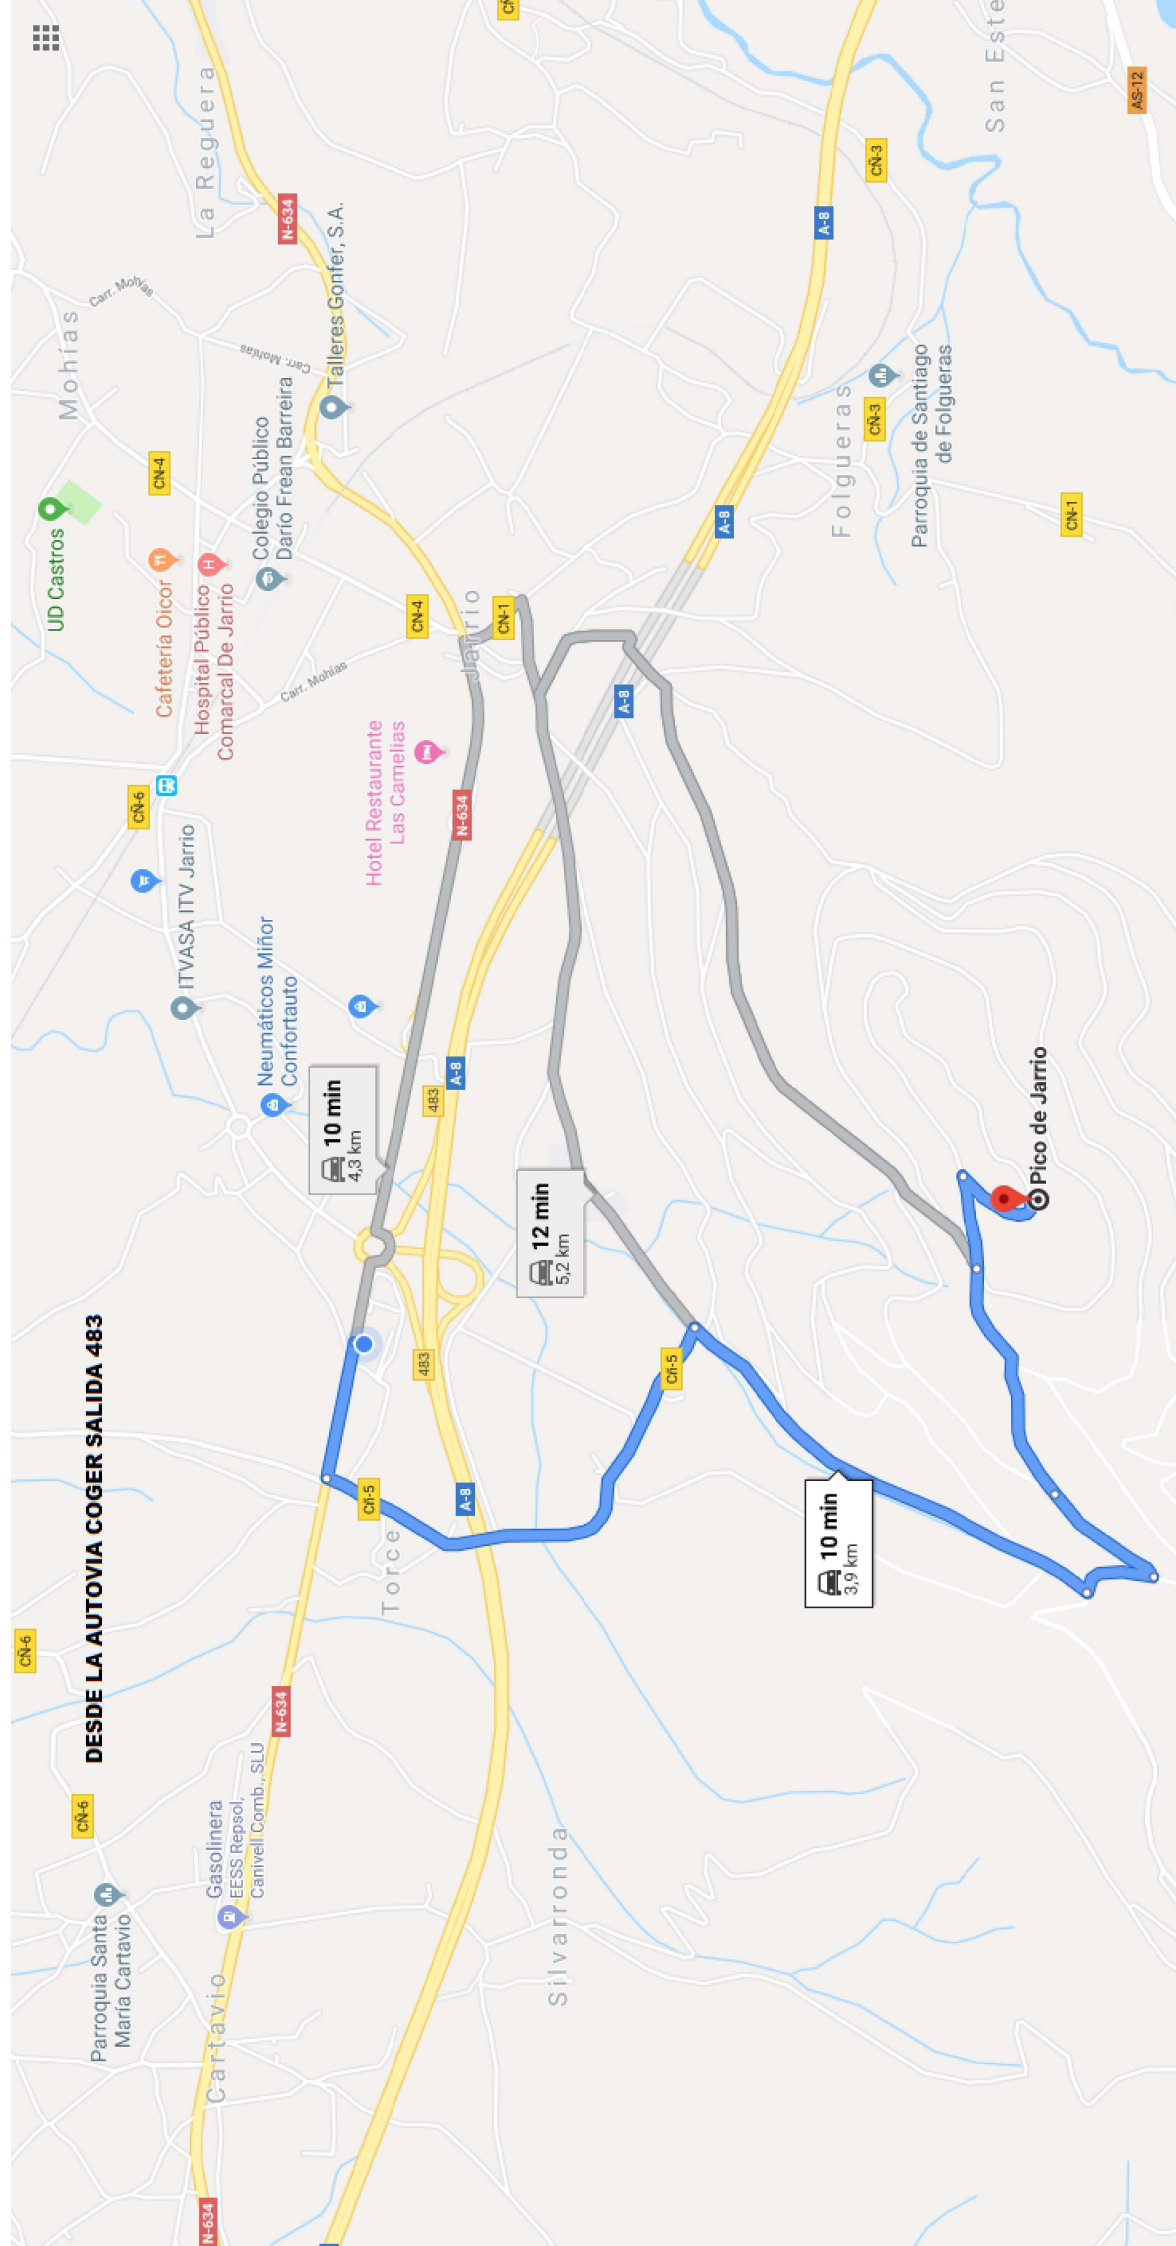 DESDE LA AUTOVIA COGER SALIDA 483
CÑ-6
CÑ-6
Parroquia Santa
María Cartavio
Gasolinera
EESS Repsol,
Canivell Comb., SLU
N-634
Cartavio
N-634
Silvarronda
Torce
Cñ-5
A-8
483
10 min
3,9 km
Cñ-5
12 min
5,2 km
10 min
4,3 km
483
A-8
Pico de Jarrio
Neumáticos Miñor
Confortauto
ITVASA ITV Jarrio
CÑ-6
Hotel Restaurante
Las Camelias
N-634
Carr. Mohías
UD Castros
Cafetería Oicor
Hospital Público
Comarcal De Jarrio
Colegio Público
Darío Frean Barreira
CN-4
CN-4
Jarrio
CN-1
A-8
A-8
Mohías
Carr. Mohías
Carr. Mohías
La Reguera
N-634
Talleres Gonfer, S.A.
A-8
Folgueras
CÑ-3
CÑ-3
Parroquia de Santiago
de Folgueras
CN-1
San Este
AS-12